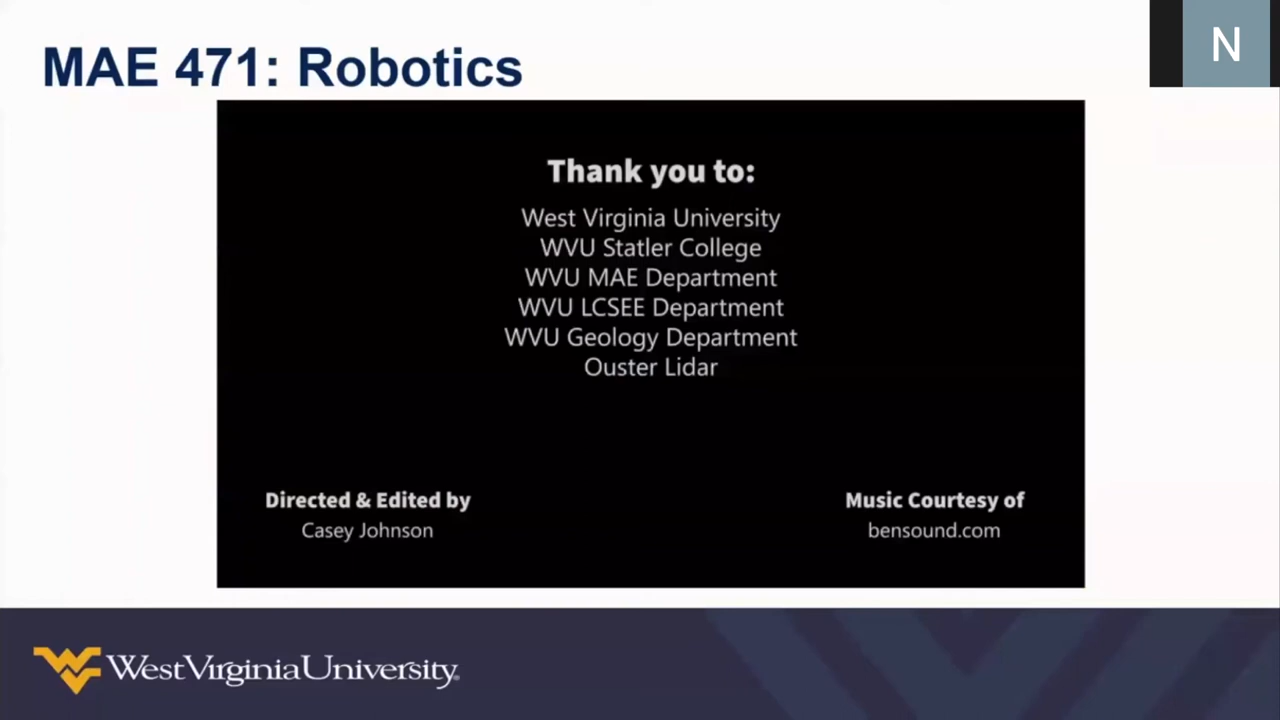 MAE 471: Robotics
N
Thank you to:
West Virginia University
WVU Statler College
WVU MAE Department
WVU LCSEE Department
WVU Geology Department
Ouster Lidar
Directed & Edited by
Casey Johnson
Music Courtesy of
bensound.com
WestVirginiaUniversity.